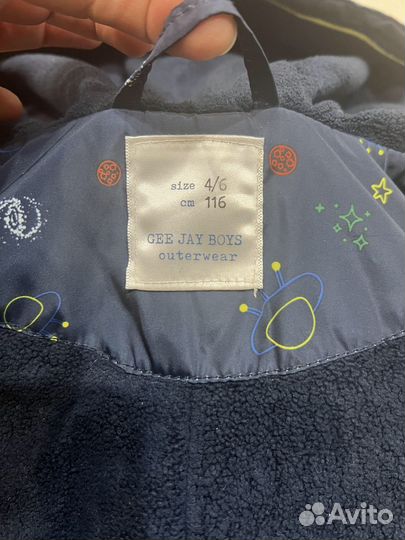 size 4/6
cm 116
GEE JAY BOYS
outerwear
Avito